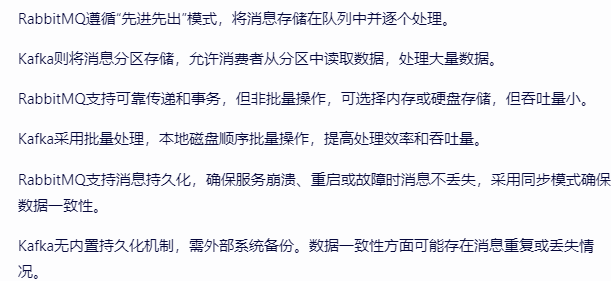 RabbitMQ遵循“先进先出”模式，将消息存储在队列中并逐个处理。
Kafka则将消息分区存储，允许消费者从分区中读取数据，处理大量数据。
RabbitMQ支持可靠传递和事务，但非批量操作，可选择内存或硬盘存储，但吞吐量小。
Kafka采用批量处理，本地磁盘顺序批量操作，提高处理效率和吞吐量。
RabbitMQ支持消息持久化，确保服务崩溃、重启或故障时消息不丢失，采用同步模式确保
数据一致性。
Kafka无内置持久化机制，需外部系统备份。数据一致性方面可能存在消息重复或丢失情
况。